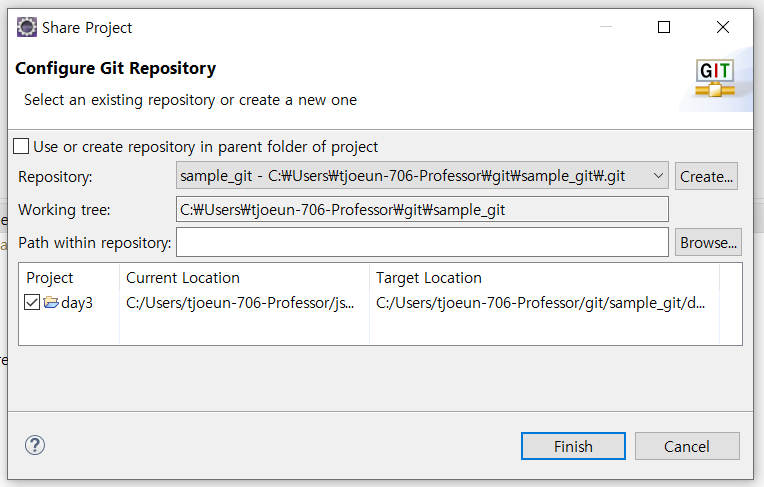 Share Project
Configure Git Repository
Select an existing repository or create a new one
GIT
Use or create repository in parent folder of project
Repository: sample_git - C:₩Users₩tjoeun-706-Professor₩git₩sample_git₩.git Create...
Working tree: C:₩Users₩tjoeun-706-Professor₩git₩sample_git
Path within repository: Browse...
Project Current Location Target Location
day3 C:/Users/tjoeun-706-Professor/js... C:/Users/tjoeun-706-Professor/git/sample_git/d...
Finish Cancel